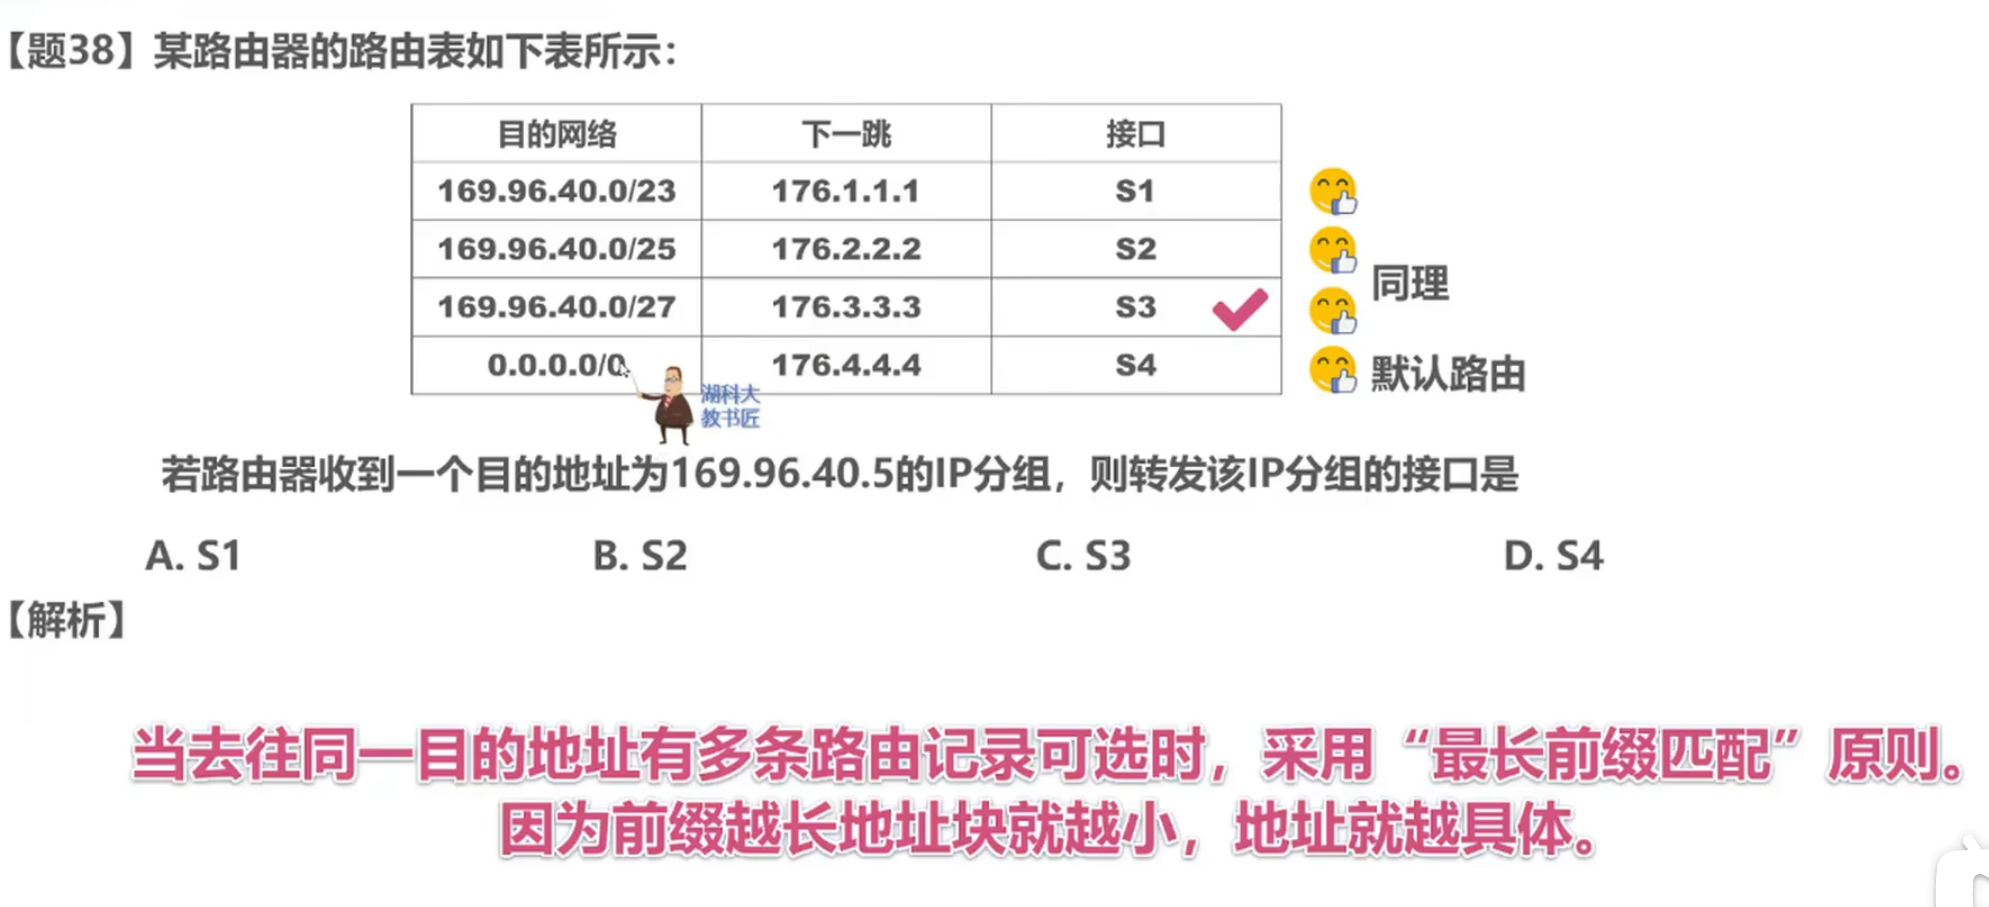 【题38】某路由器的路由表如下表所示：
目的网络 下一跳 接口
169.96.40.0/23 176.1.1.1 S1
169.96.40.0/25 176.2.2.2 S2
同理
169.96.40.0/27 176.3.3.3 S3
0.0.0.0/0 176.4.4.4 S4 默认路由
湖科大
教书匠
若路由器收到一个目的地址为169.96.40.5的IP分组，则转发该IP分组的接口是
A. S1 B. S2 C. S3 D. S4
【解析】
当去往同一目的地址有多条路由记录可选时，采用“最长前缀匹配”原则。
因为前缀越长地址块就越小，地址就越具体。